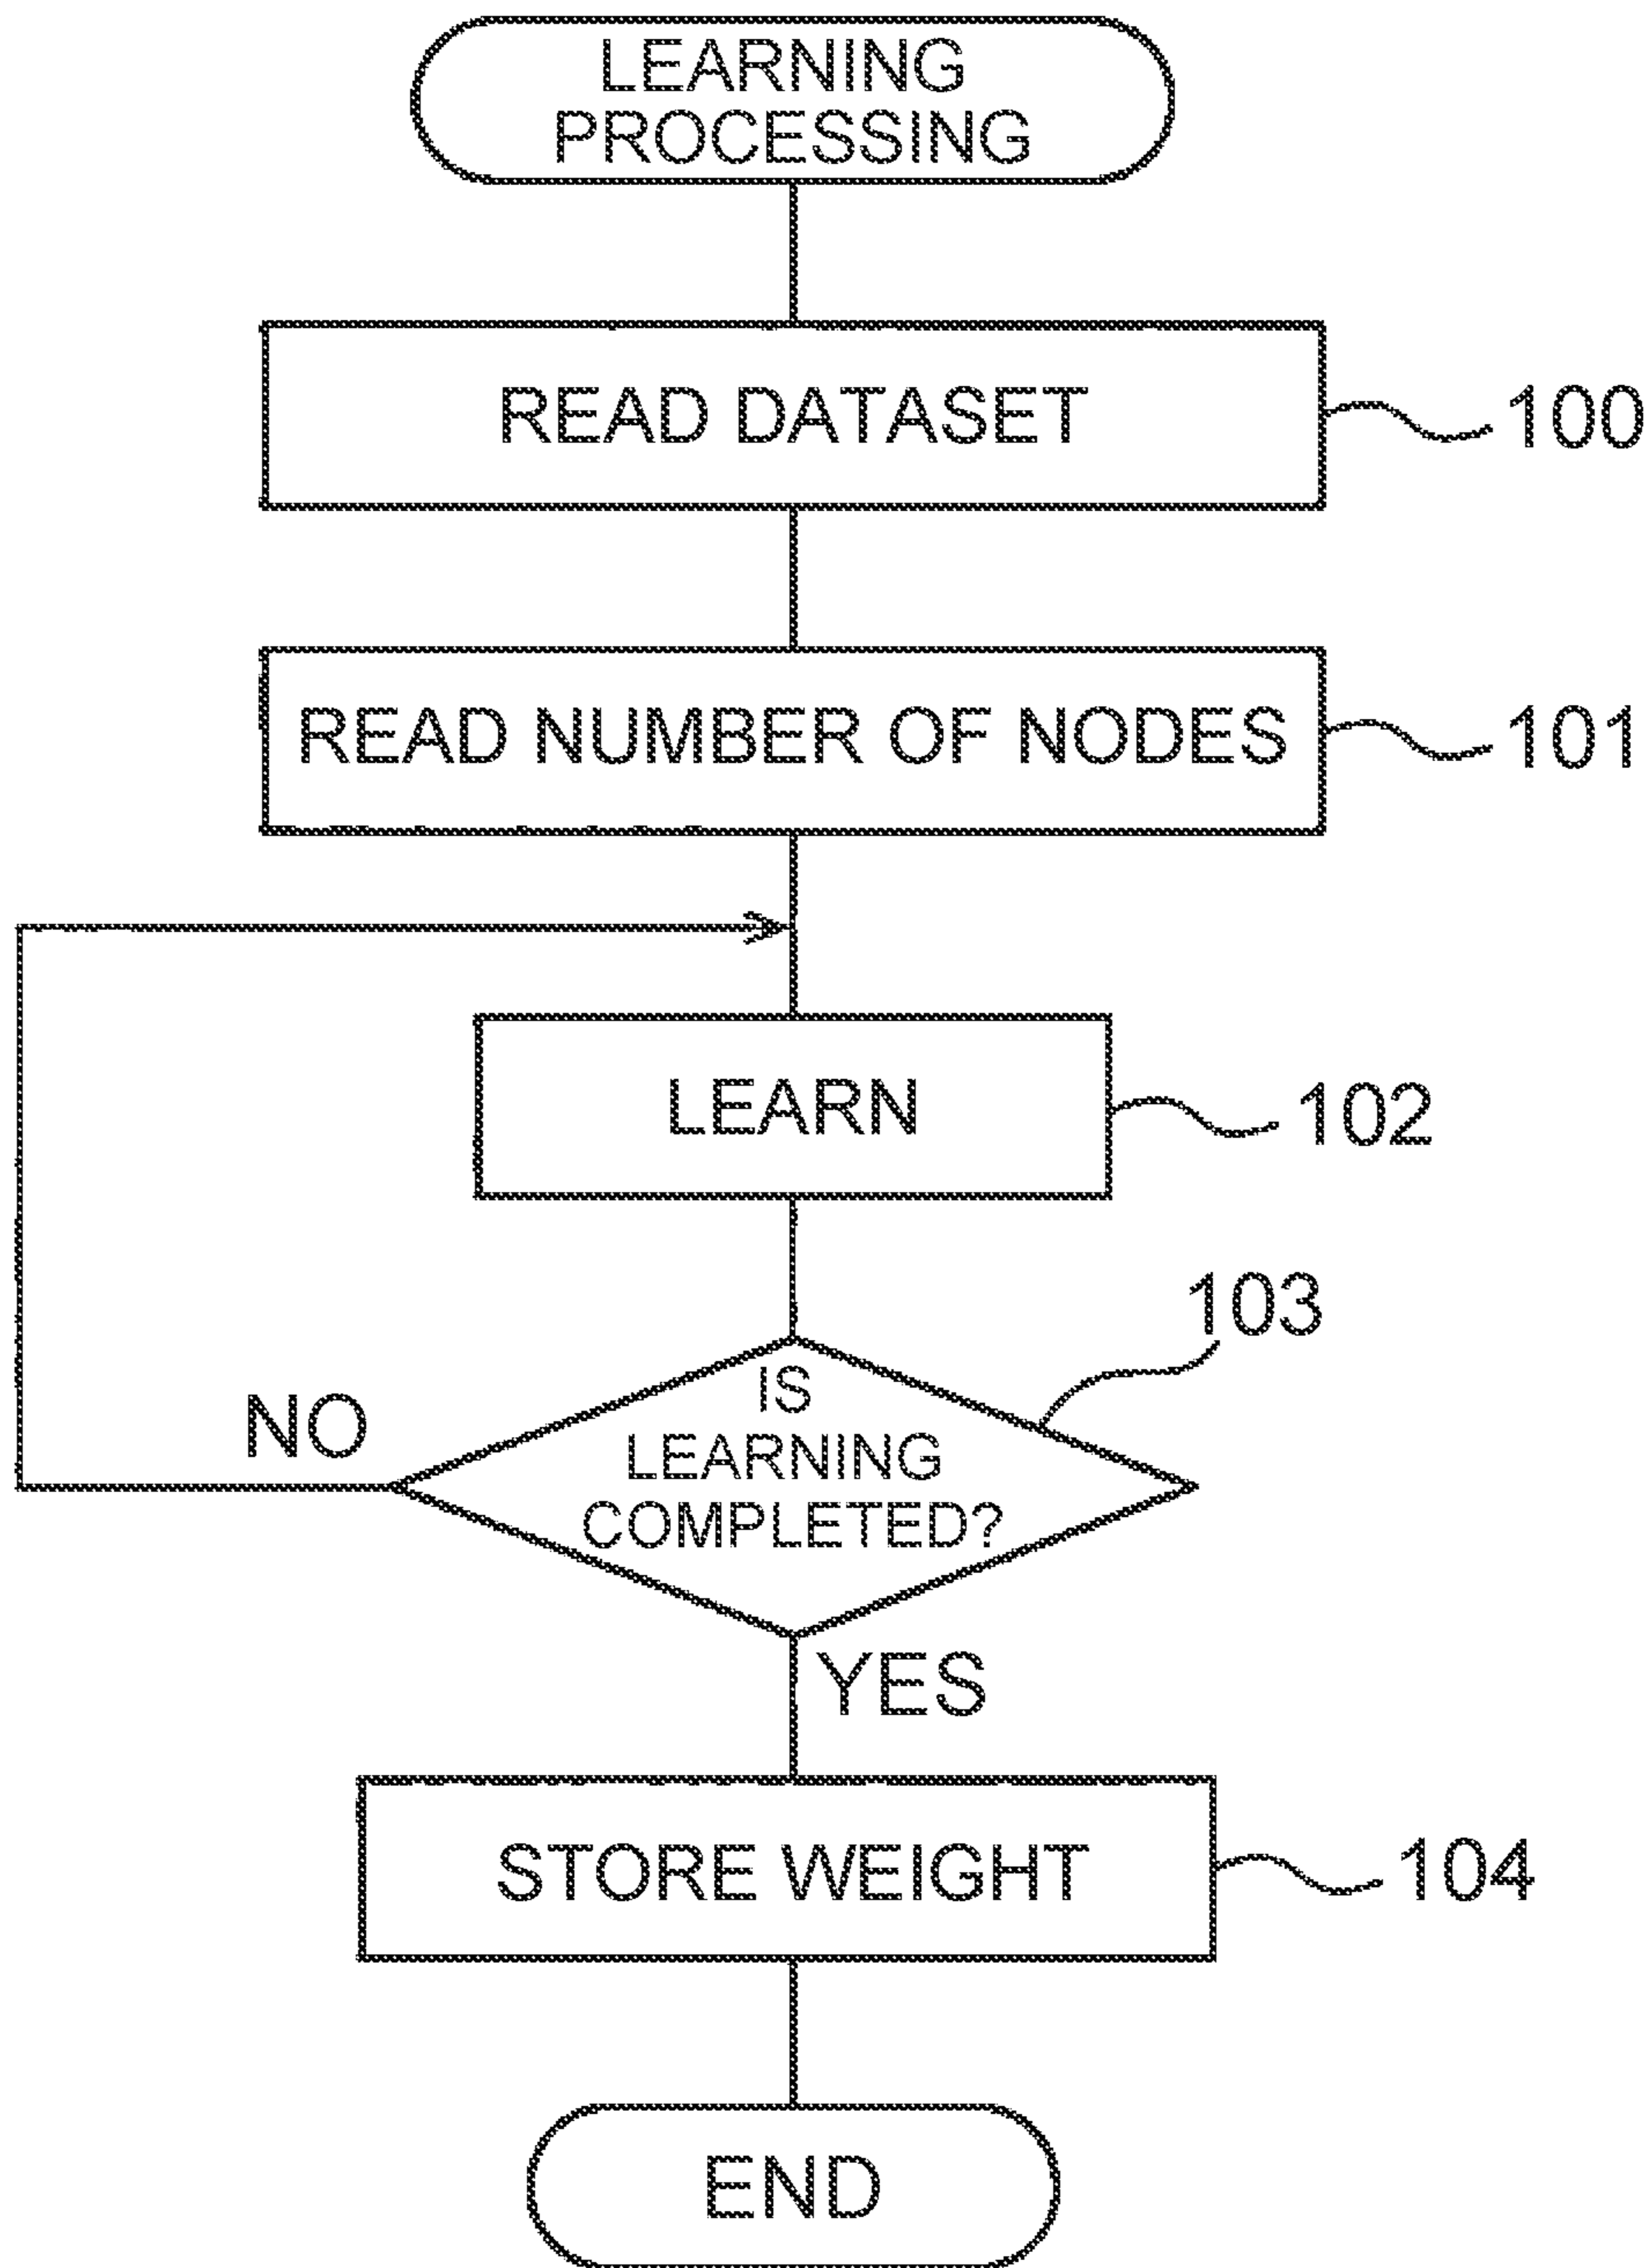 LEARNING
PROCESSING
READ DATASET
100
READ NUMBER OF NODES
101
LEARN
102
103
IS
LEARNING
COMPLETED?
NO
YES
STORE WEIGHT
104
END